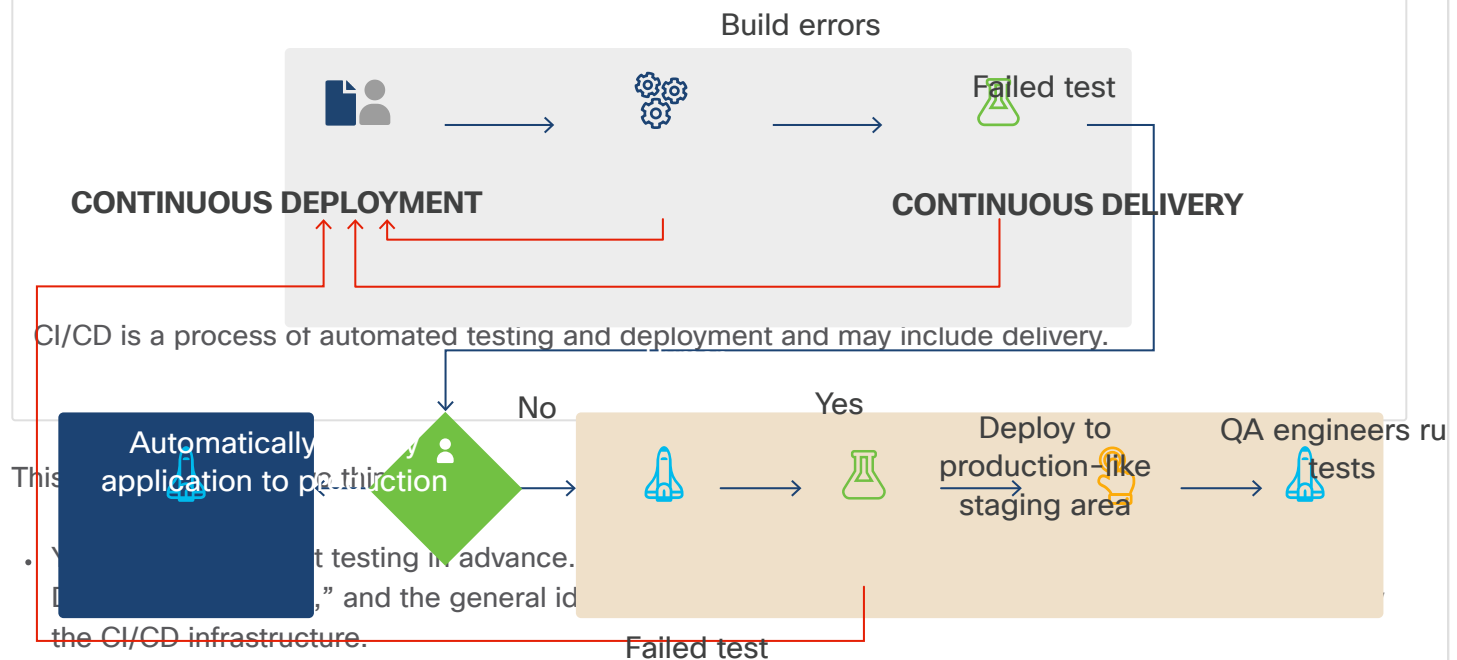 Build errors
Failed test
CONTINUOUS DEPLOYMENT
CONTINUOUS DELIVERY
CI/CD is a process of automated testing and deployment and may include delivery.
No
Yes
Automatically
application to production
Deploy to
production-like
staging area
QA engineers ru
tests
This
t testing in advance.
,” and the general id
the CI/CD infrastructure.
Failed test